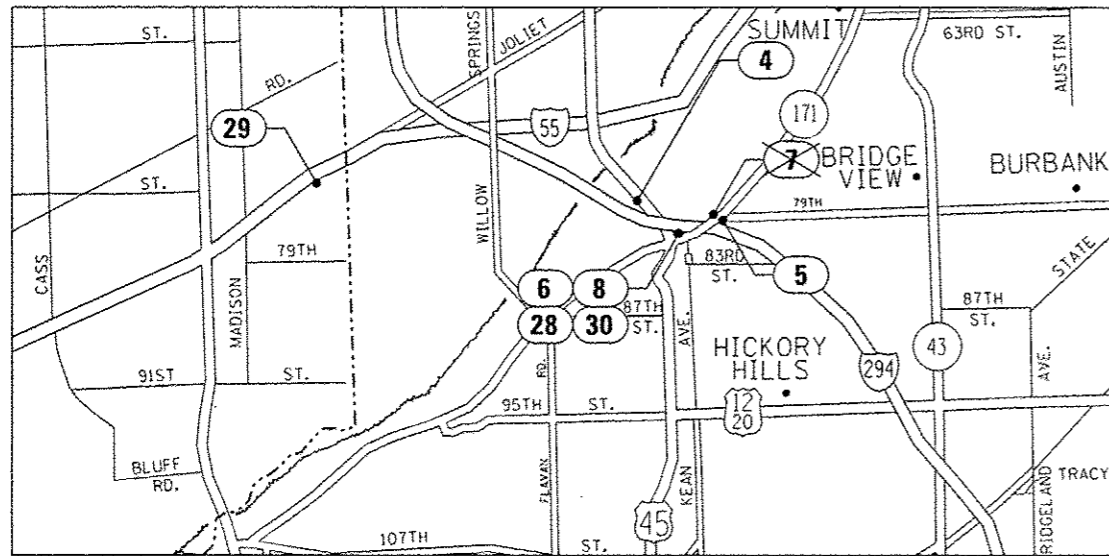 ST.
SPRINGS
JOLIET
SUMMIT
63RD ST.
AUSTIN
RD.
4
29
55
171
7
BRIDGE
VIEW
BURBANK
ST.
WILLOW
79TH
79TH
83RD
ST.
STATE
CASS
MADISON
6
8
5
28
30
87TH
ST.
AVE.
87TH
ST.
HICKORY
HILLS
43
294
AVE.
91ST
ST.
RD.
95TH
ST.
12
20
BLUFF
RD.
FLAVAN
KEAN
45
RIDGELAND
TRACY
107TH
ST.